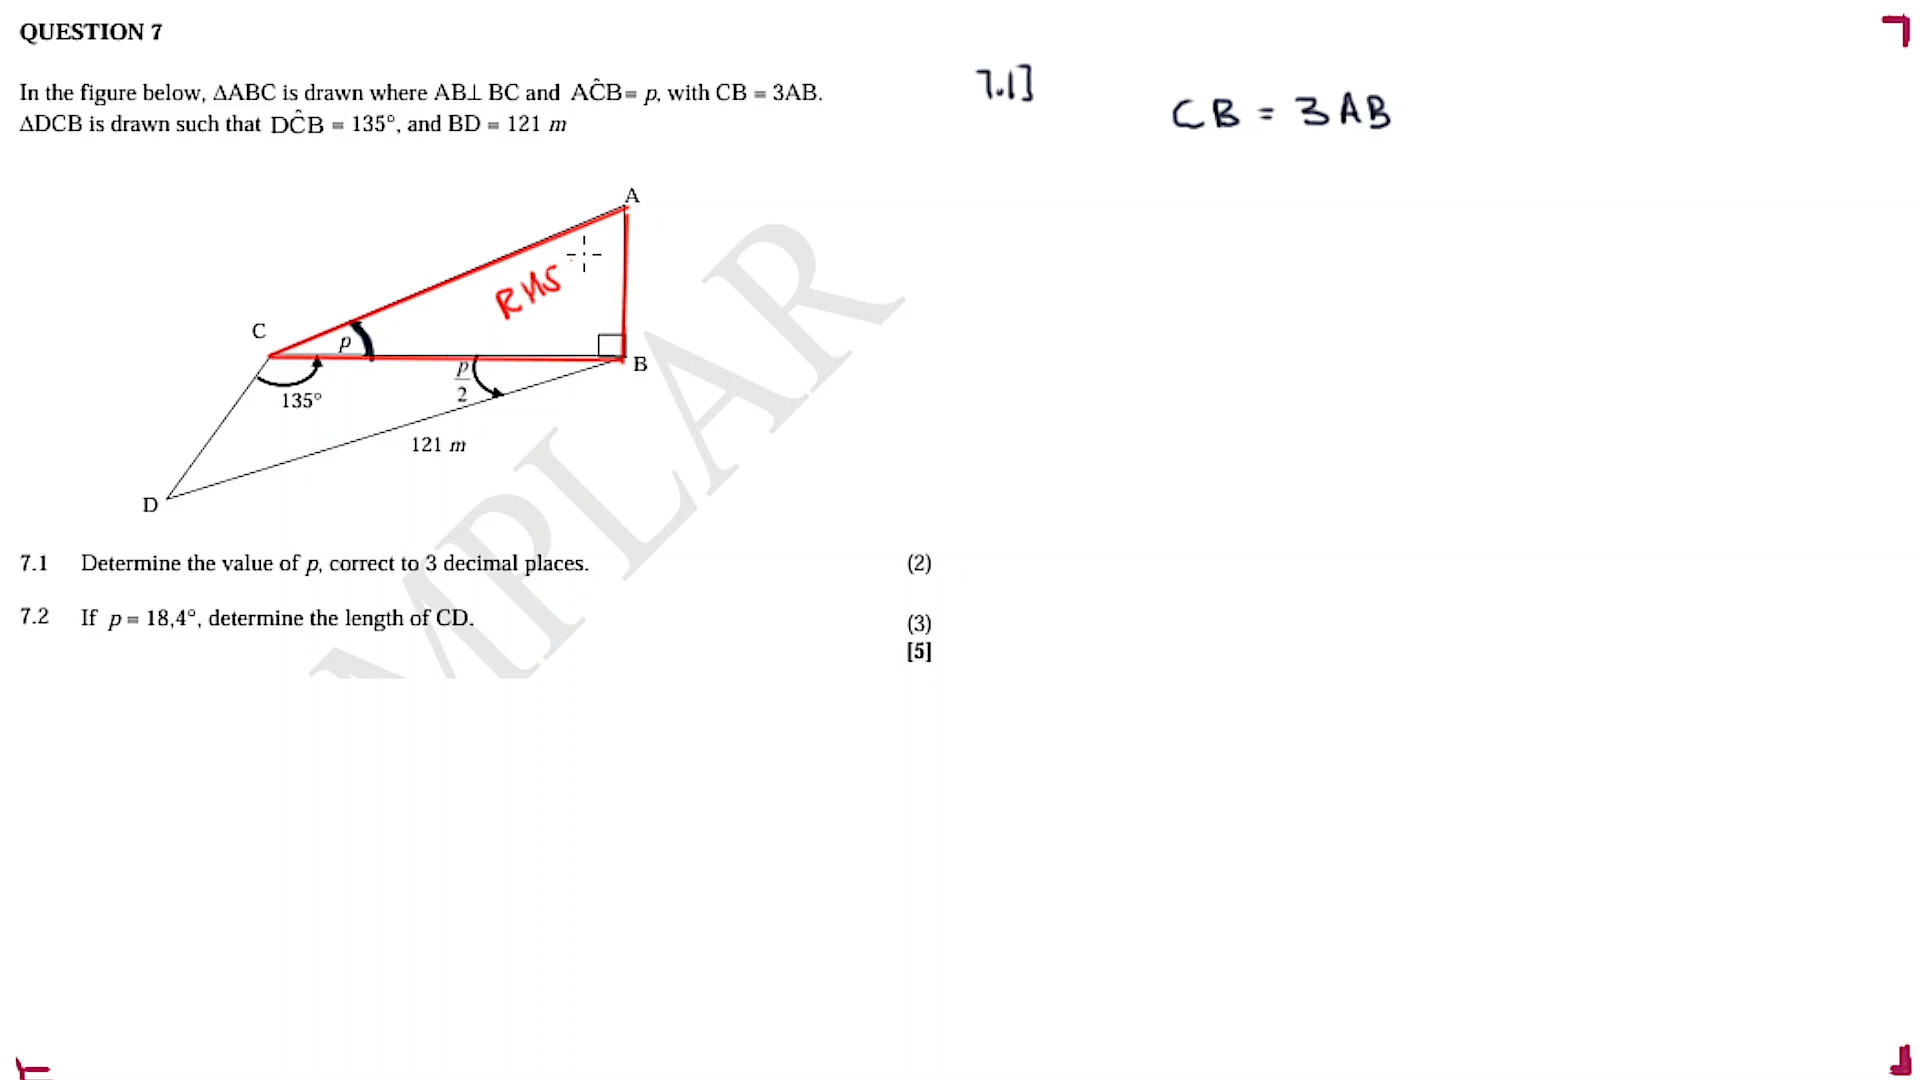 QUESTION 7
In the figure below, ΔABC is drawn where AB⊥ BC and AĈB= p, with CB = 3AB.
ΔDCB is drawn such that DĈB = 135°, and BD = 121 m
7.1]
CB = 3AB
A
RHS
C
p
B
p/2
135°
121 m
D
MPLAR
7.1 Determine the value of p, correct to 3 decimal places. (2)
7.2 If p = 18,4°, determine the length of CD. (3)
[5]